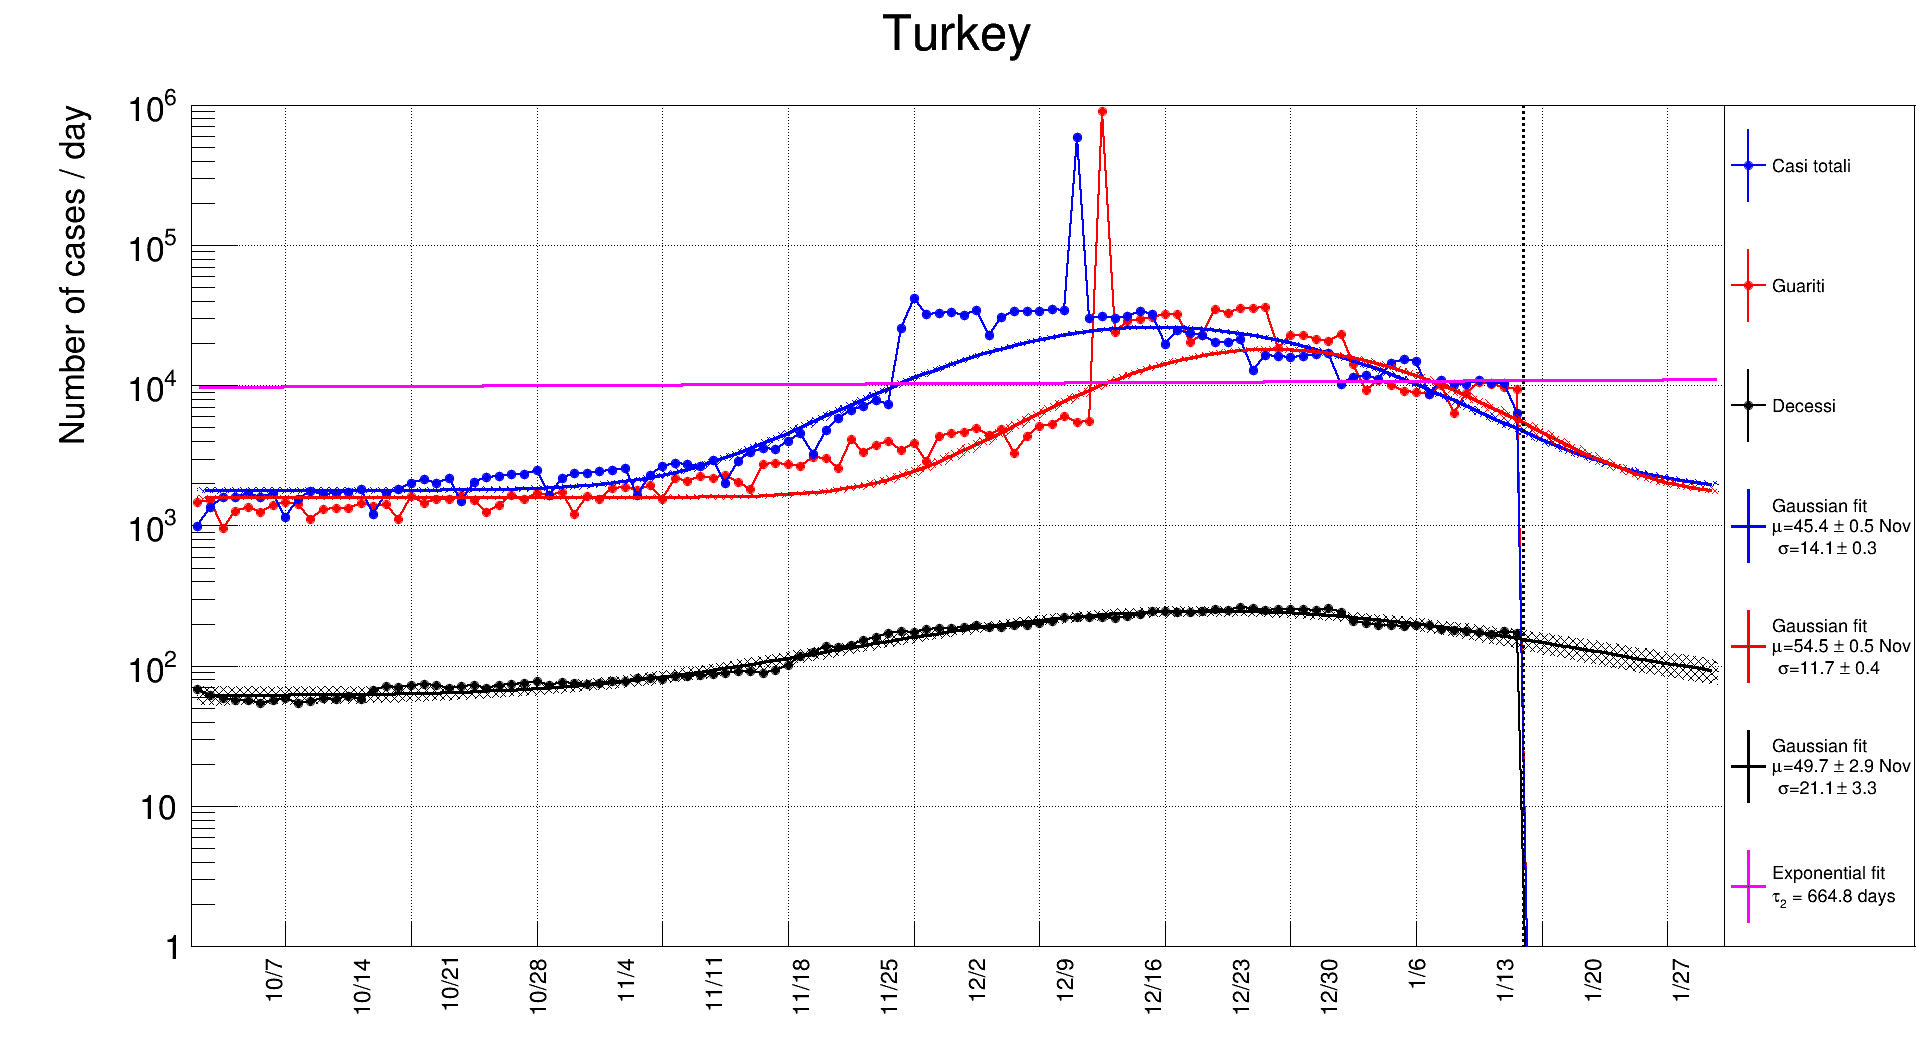 Turkey
Number of cases / day
10^6
10^5
10^4
10^3
10^2
10
1
10/7
10/14
10/21
10/28
11/4
11/11
11/18
11/25
12/2
12/9
12/16
12/23
12/30
1/6
1/13
1/20
1/27
Casi totali
Guariti
Decessi
Gaussian fit
μ=45.4 ± 0.5 Nov
σ=14.1 ± 0.3
Gaussian fit
μ=54.5 ± 0.5 Nov
σ=11.7 ± 0.4
Gaussian fit
μ=49.7 ± 2.9 Nov
σ=21.1 ± 3.3
Exponential fit
τ₂ = 664.8 days